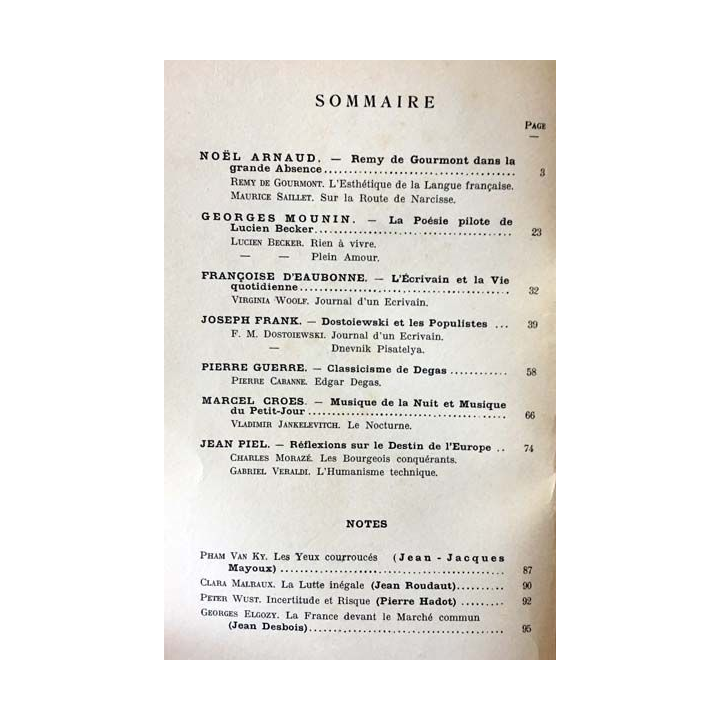 SOMMAIRE
PAGE
NOËL ARNAUD. — Remy de Gourmont dans la
grande Absence ........ 3
REMY DE GOURMONT. L'Esthétique de la Langue française.
MAURICE SAILLET. Sur la Route de Narcisse.
GEORGES MOUNIN. — La Poésie pilote de
Lucien Becker ........ 23
LUCIEN BECKER. Rien à vivre.
— — Plein Amour.
FRANÇOISE D'EAUBONNE. — L'Écrivain et la Vie
quotidienne ........ 32
VIRGINIA WOOLF. Journal d'un Ecrivain.
JOSEPH FRANK. — Dostoiewski et les Populistes ... 39
F. M. DOSTOIEWSKI. Journal d'un Ecrivain.
— Dnevnik Pisatelya.
PIERRE GUERRE. — Classicisme de Degas ........ 58
PIERRE CABANNE. Edgar Degas.
MARCEL CROES. — Musique de la Nuit et Musique
du Petit-Jour ........ 66
VLADIMIR JANKELEVITCH. Le Nocturne.
JEAN PIEL. — Réflexions sur le Destin de l'Europe .. 74
CHARLES MORAZÉ. Les Bourgeois conquérants.
GABRIEL VERALDI. L'Humanisme technique.
NOTES
PHAM VAN KY. Les Yeux courroucés (Jean-Jacques
Mayoux) ........ 87
CLARA MALRAUX. La Lutte inégale (Jean Roudaut) ........ 90
PETER WUST. Incertitude et Risque (Pierre Hadot) ........ 92
GEORGES ELGOZY. La France devant le Marché commun
(Jean Desbois) ........ 95